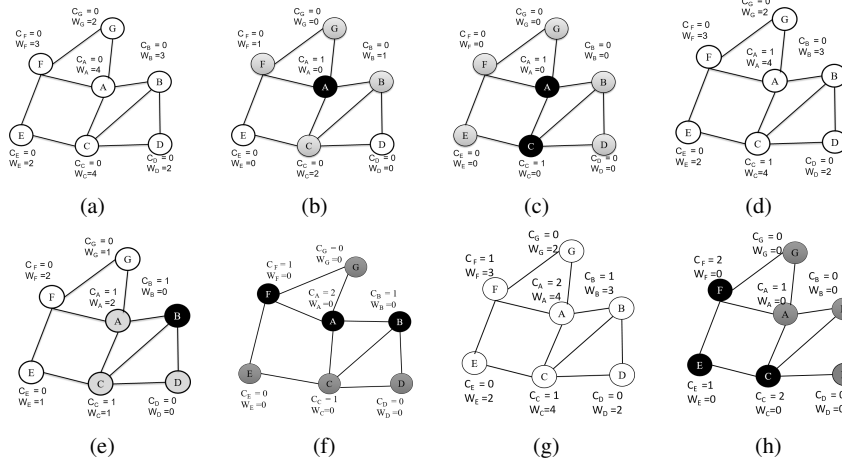 C_G = 0
W_G =2
G
C_F = 0
W_F =3
C_B = 0
W_B =3
C_A = 0
W_A =4
F
A
B
E
C
D
C_E = 0
W_E =2
C_C = 0
W_C =4
C_D = 0
W_D = 2
(a)
C_G = 0
W_G =0
G
C_F = 0
W_F =1
C_B = 0
W_B =1
C_A = 1
W_A =0
F
A
B
E
C
D
C_E = 0
W_E =0
C_C = 0
W_C =2
C_D = 0
W_D =0
(b)
C_G = 0
W_G =0
G
C_F = 0
W_F =0
C_B = 0
W_B =0
C_A = 1
W_A =0
F
A
B
E
C
D
C_E = 0
W_E =0
C_C = 1
W_C =0
C_D = 0
W_D =0
(c)
C_G = 0
W_G =2
G
C_F = 0
W_F =3
C_B = 0
W_B =3
C_A = 1
W_A =4
F
A
B
E
C
D
C_E = 0
W_E =2
C_C = 1
W_C =4
C_D = 0
W_D =2
(d)
C_G = 0
W_G =1
G
C_F = 0
W_F =2
C_B = 1
W_B =0
C_A = 1
W_A =2
F
A
B
E
C
D
C_E = 0
W_E =1
C_C = 1
W_C=1
C_D = 0
W_D =0
(e)
C_G = 0
W_G =0
G
C_F = 1
W_F =0
C_B = 1
W_B =0
C_A = 2
W_A =0
F
A
B
E
C
D
C_E = 0
W_E =0
C_C = 1
W_C=0
C_D = 0
W_D =0
(f)
C_G = 0
W_G =2
G
C_F = 1
W_F =3
C_B = 1
W_B =3
C_A = 2
W_A =4
F
A
B
E
C
D
C_E = 0
W_E =2
C_C = 1
W_C=4
C_D = 0
W_D =2
(g)
C_G = 0
W_G =0
G
C_F = 2
W_F =0
C_B = 0
W_B =0
C_A = 1
W_A =0
F
A
E
C
C_E = 1
W_E =0
C_C = 2
W_C=0
C_D = 0
W_D =0
(h)